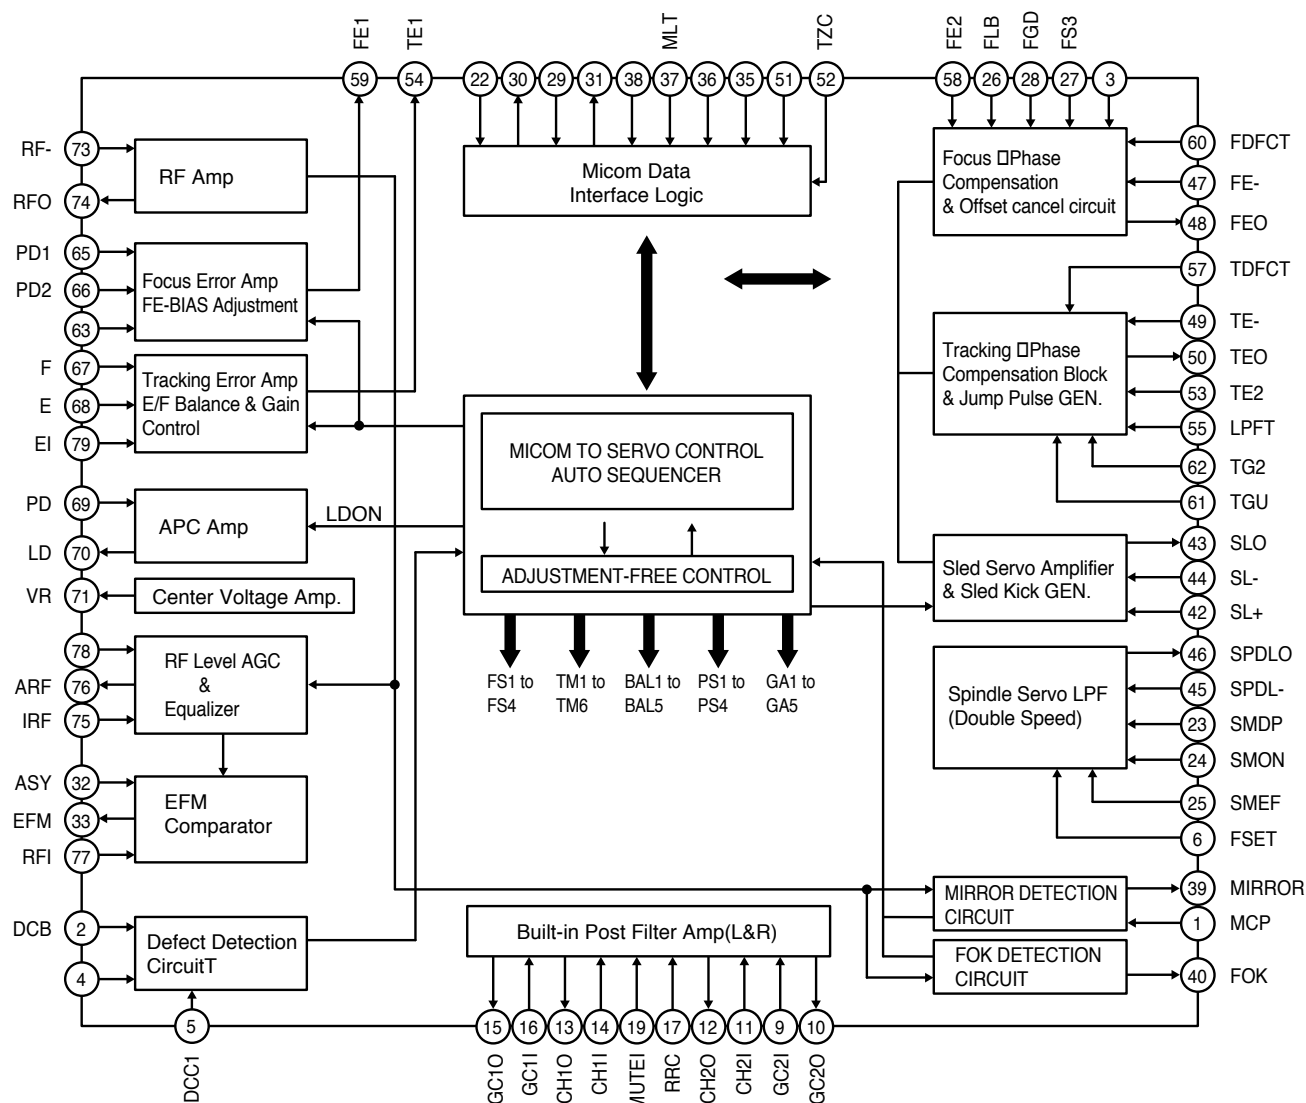 FE1
TE1
MLT
TZC
FE2
FLB
FGD
FS3
59
54
22
30
29
31
38
37
36
35
51
52
58
26
28
27
3
RF-
73
RFO
74
RF Amp
PD1
65
PD2
66
63
Focus Error Amp
FE-BIAS Adjustment
F
67
E
68
EI
79
Tracking Error Amp
E/F Balance & Gain
Control
PD
69
LD
70
APC Amp
LDON
VR
71
Center Voltage Amp.
78
ARF
76
IRF
75
RF Level AGC
&
Equalizer
ASY
32
EFM
33
RFI
77
EFM
Comparator
DCB
2
4
Defect Detection
CircuitT
5
DCC1
Micom Data
Interface Logic
MICOM TO SERVO CONTROL
AUTO SEQUENCER
ADJUSTMENT-FREE CONTROL
FS1 to
FS4
TM1 to
TM6
BAL1 to
BAL5
PS1 to
PS4
GA1 to
GA5
Built-in Post Filter Amp(L&R)
15
16
13
14
19
17
12
11
9
10
GC1O
GC1I
CH1O
CH1I
MUTEI
RRC
CH2O
CH2I
GC2I
GC2O
Focus □Phase
Compensation
& Offset cancel circuit
60
FDFCT
47
FE-
48
FEO
57
TDFCT
Tracking □Phase
Compensation Block
& Jump Pulse GEN.
49
TE-
50
TEO
53
TE2
55
LPFT
62
TG2
61
TGU
Sled Servo Amplifier
& Sled Kick GEN.
43
SLO
44
SL-
42
SL+
Spindle Servo LPF
(Double Speed)
46
SPDLO
45
SPDL-
23
SMDP
24
SMON
25
SMEF
6
FSET
MIRROR DETECTION
CIRCUIT
39
MIRROR
1
MCP
FOK DETECTION
CIRCUIT
40
FOK